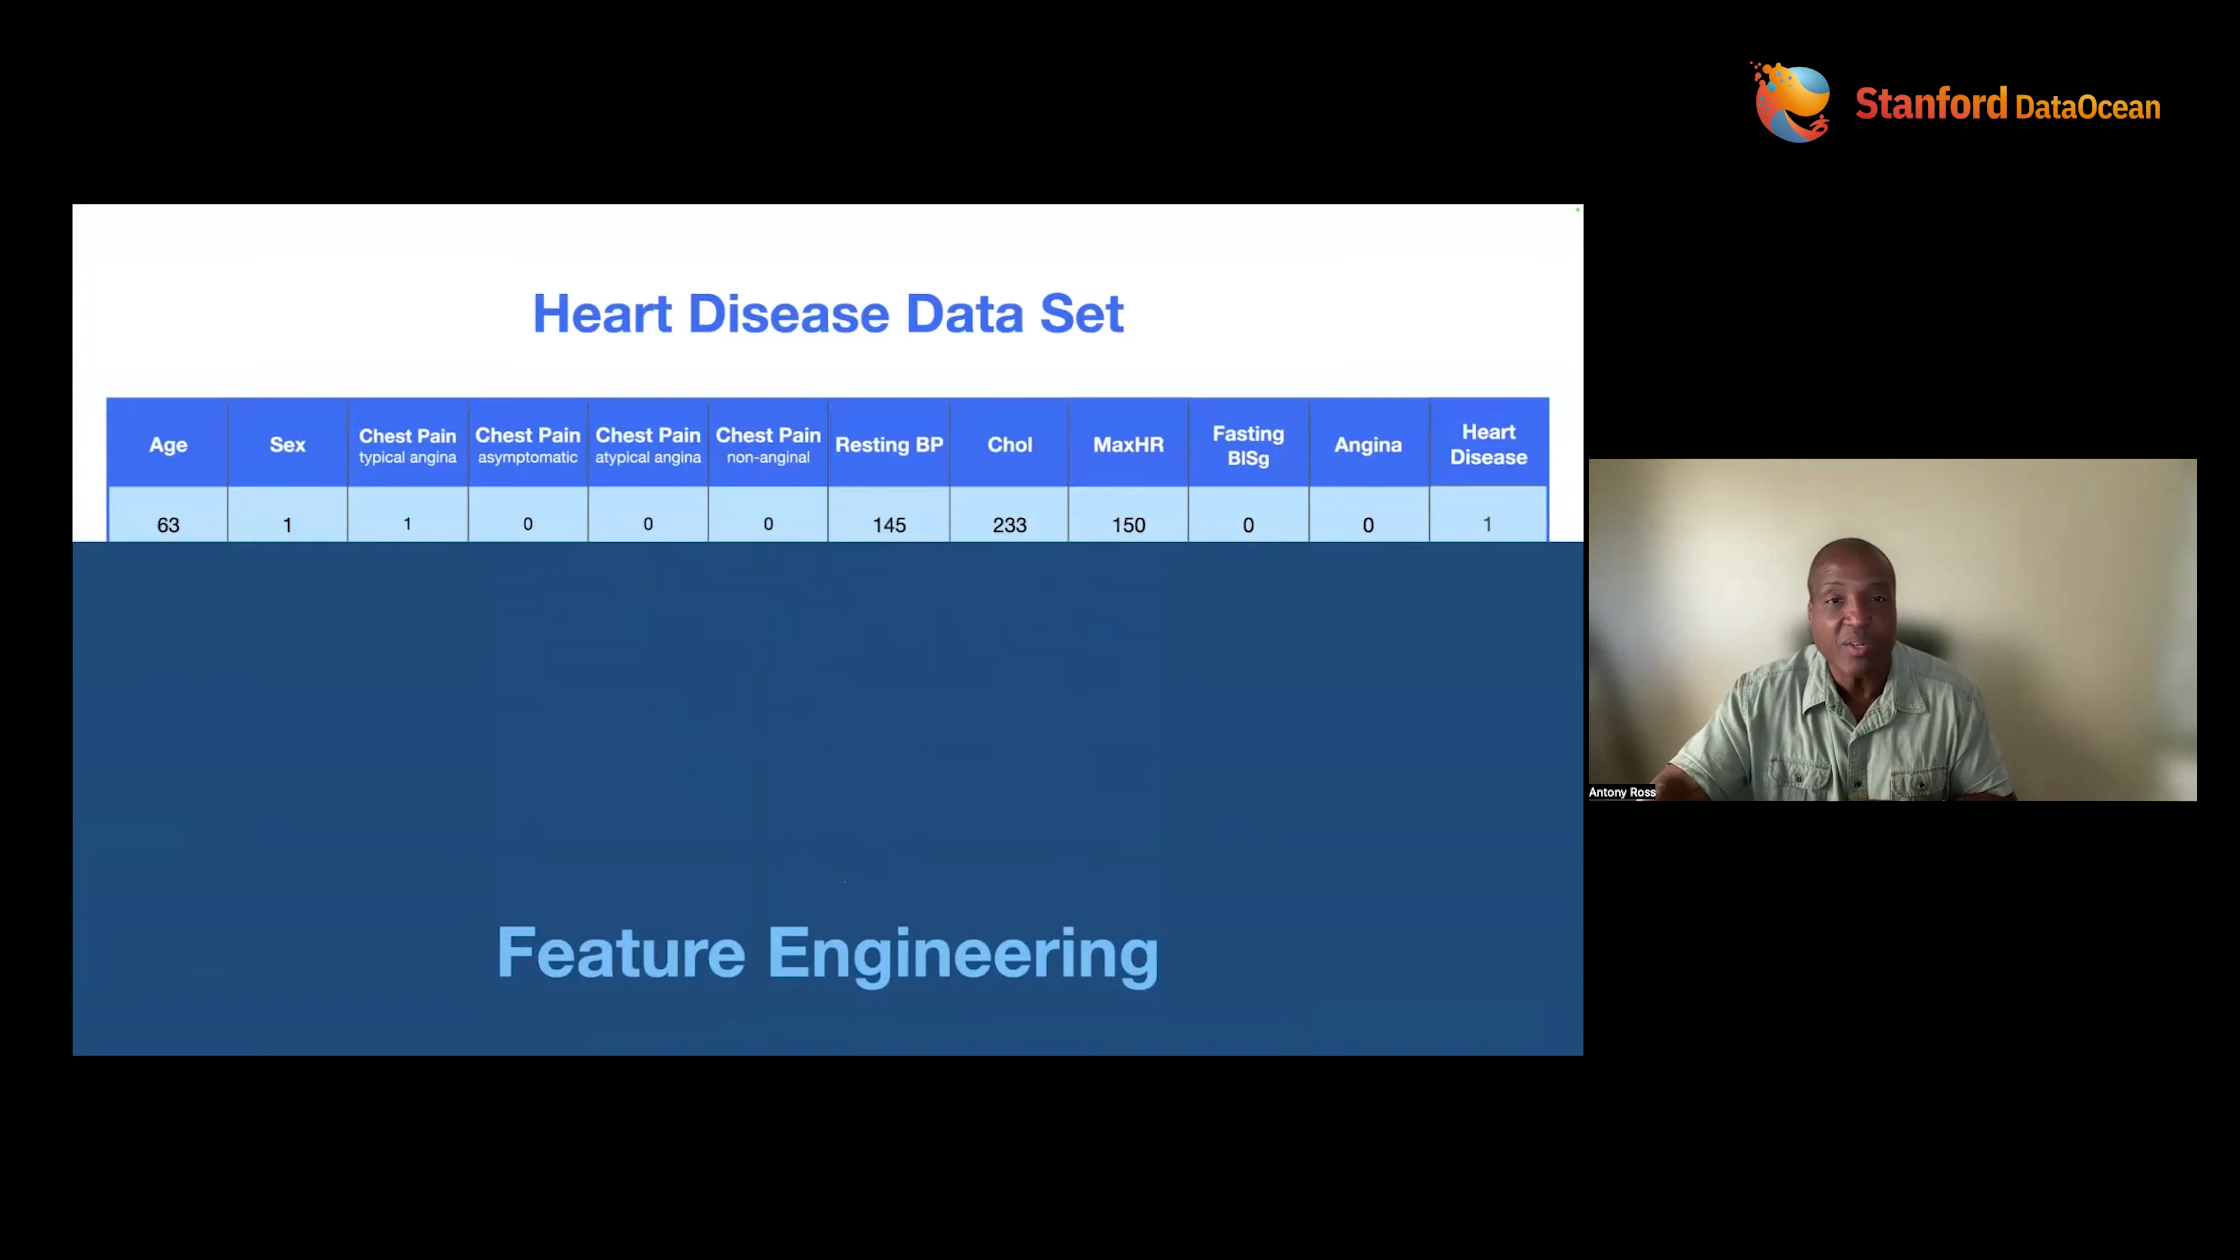 Stanford DataOcean
Heart Disease Data Set
Age Sex Chest Pain typical angina Chest Pain asymptomatic Chest Pain atypical angina Chest Pain non-anginal Resting BP Chol MaxHR Fasting BlSg Angina Heart Disease
63 1 1 0 0 0 145 233 150 0 0 1
Antony Ross
Feature Engineering